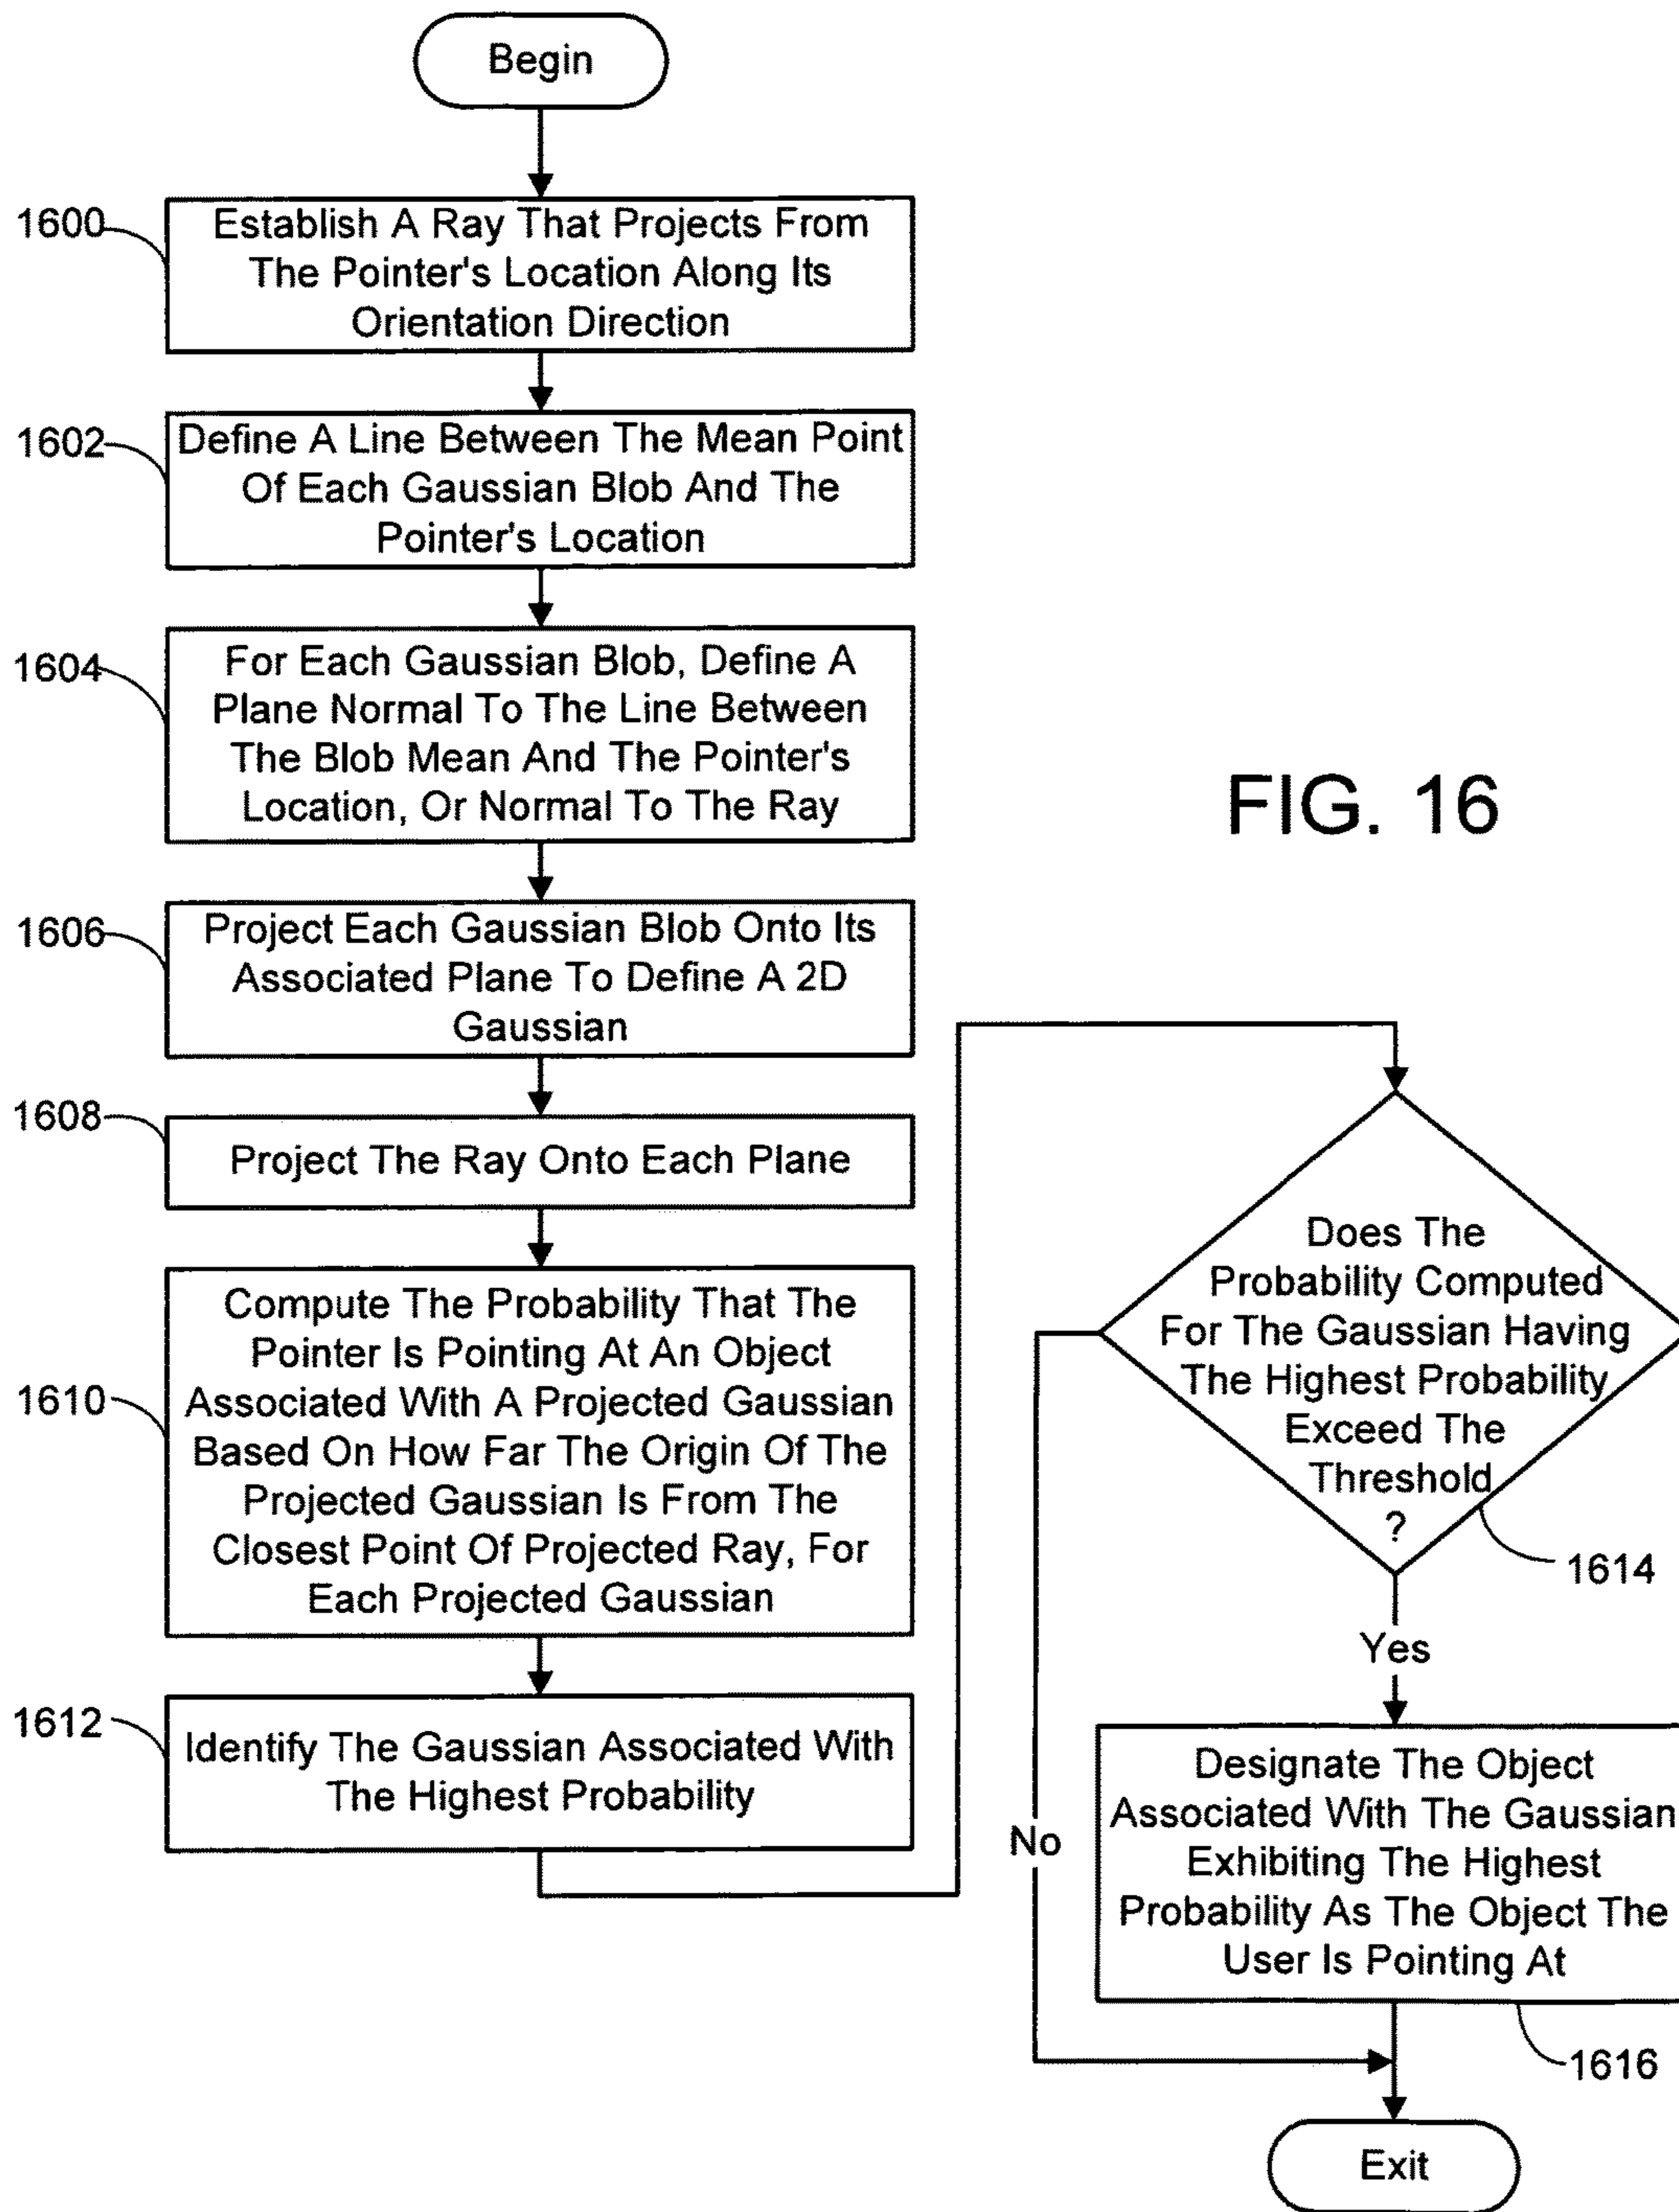 Begin
1600
Establish A Ray That Projects From
The Pointer's Location Along Its
Orientation Direction
1602
Define A Line Between The Mean Point
Of Each Gaussian Blob And The
Pointer's Location
1604
For Each Gaussian Blob, Define A
Plane Normal To The Line Between
The Blob Mean And The Pointer's
Location, Or Normal To The Ray
1606
Project Each Gaussian Blob Onto Its
Associated Plane To Define A 2D
Gaussian
1608
Project The Ray Onto Each Plane
1610
Compute The Probability That The
Pointer Is Pointing At An Object
Associated With A Projected Gaussian
Based On How Far The Origin Of The
Projected Gaussian Is From The
Closest Point Of Projected Ray, For
Each Projected Gaussian
1612
Identify The Gaussian Associated With
The Highest Probability
FIG. 16
Does The
Probability Computed
For The Gaussian Having
The Highest Probability
Exceed The
Threshold
?
1614
Yes
No
Designate The Object
Associated With The Gaussian
Exhibiting The Highest
Probability As The Object The
User Is Pointing At
1616
Exit